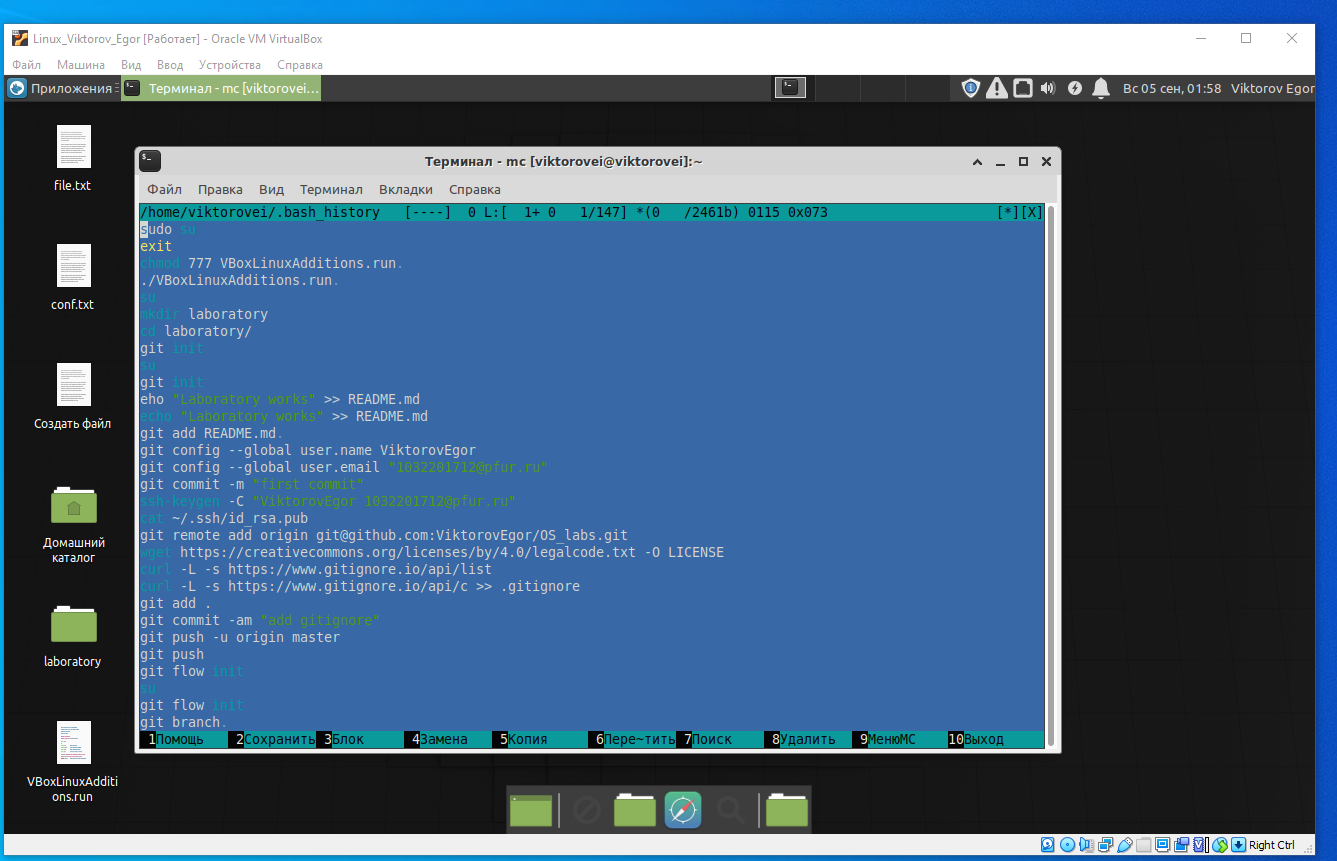 Linux_Viktorov_Egor [Работает] - Oracle VM VirtualBox
Файл Машина Вид Ввод Устройства Справка
Приложения Терминал - mc [viktorovei... Вс 05 сен, 01:58 Viktorov Egor
file.txt
conf.txt
Создать файл
Домашний
каталог
laboratory
VBoxLinuxAdditi
ons.run
Терминал - mc [viktorovei@viktorovei]:~
Файл Правка Вид Терминал Вкладки Справка
/home/viktorovei/.bash_history [----] 0 L:[ 1+ 0 1/147] *(0 /2461b) 0115 0x073 [*][X]
sudo su
exit
chmod 777 VBoxLinuxAdditions.run.
./VBoxLinuxAdditions.run.
su
mkdir laboratory
cd laboratory/
git init
su
git init
eho "Laboratory works" >> README.md
echo "Laboratory works" >> README.md
git add README.md.
git config --global user.name ViktorovEgor
git config --global user.email "1032201712@pfur.ru"
git commit -m "first commit"
ssh-keygen -C "ViktorovEgor 1032201712@pfur.ru"
cat ~/.ssh/id_rsa.pub
git remote add origin git@github.com:ViktorovEgor/OS_labs.git
wget https://creativecommons.org/licenses/by/4.0/legalcode.txt -O LICENSE
curl -L -s https://www.gitignore.io/api/list
curl -L -s https://www.gitignore.io/api/c >> .gitignore
git add .
git commit -am "add gitignore"
git push -u origin master
git push
git flow init
su
git flow init
git branch.
1Помощь 2Сохранить 3Блок 4Замена 5Копия 6Пере~тить 7Поиск 8Удалить 9МенюMC 10Выход
Right Ctrl